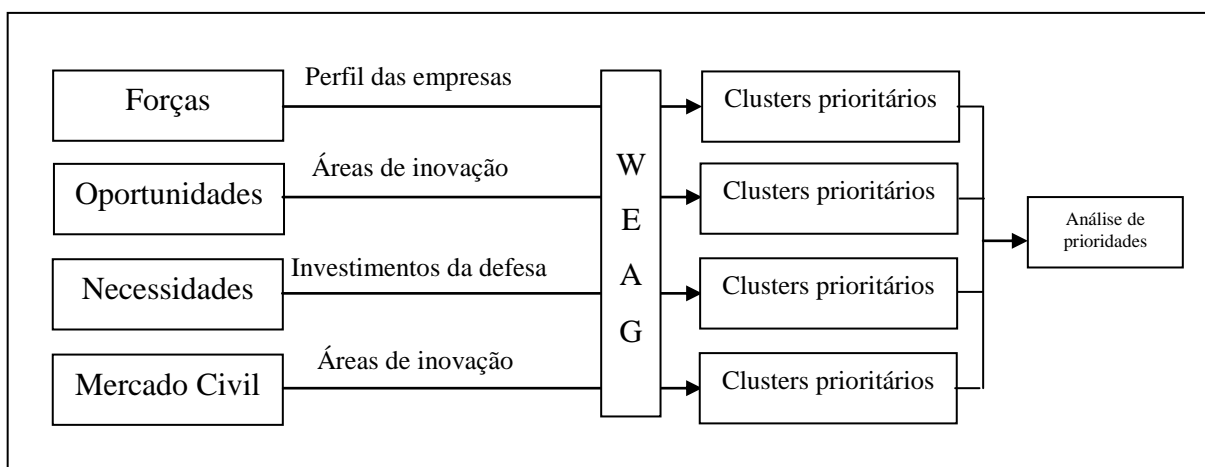 Perfil das empresas
Forças
Clusters prioritários
Áreas de inovação
Oportunidades
Clusters prioritários
Investimentos da defesa
Necessidades
Clusters prioritários
Áreas de inovação
Mercado Civil
Clusters prioritários
W
E
A
G
Análise de
prioridades